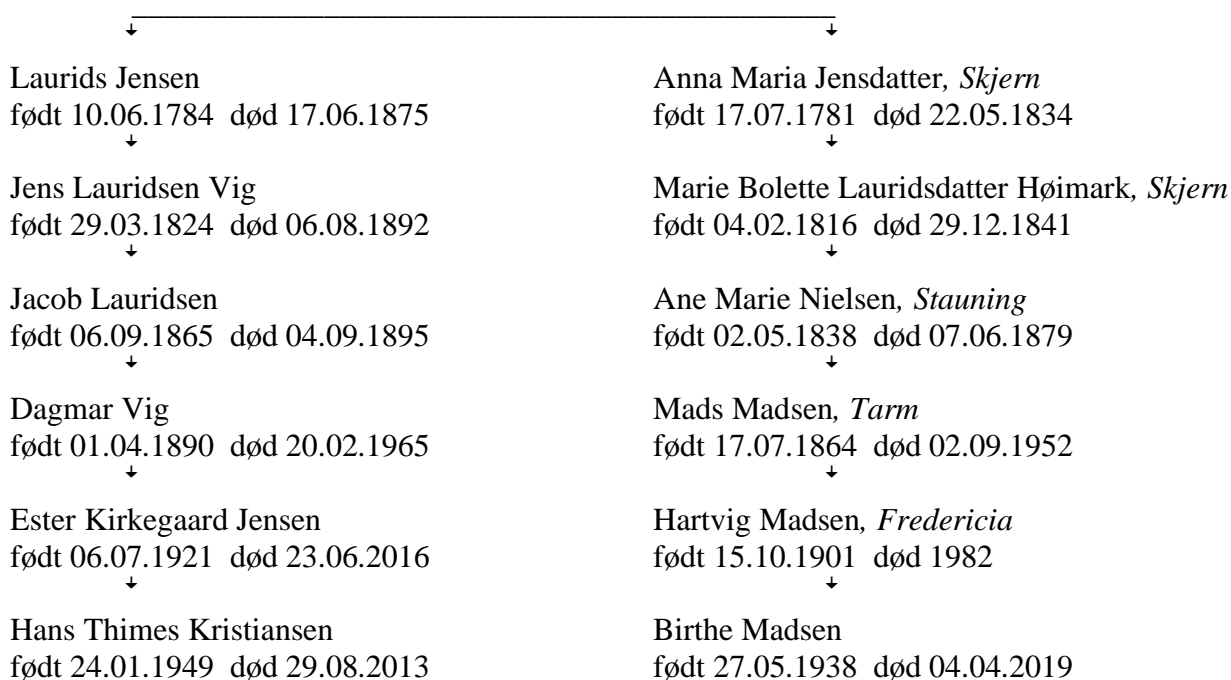 Laurids Jensen
født 10.06.1784 død 17.06.1875
Anna Maria Jensdatter, Skjern
født 17.07.1781 død 22.05.1834
Jens Lauridsen Vig
født 29.03.1824 død 06.08.1892
Marie Bolette Lauridsdatter Høimark, Skjern
født 04.02.1816 død 29.12.1841
Jacob Lauridsen
født 06.09.1865 død 04.09.1895
Ane Marie Nielsen, Stauning
født 02.05.1838 død 07.06.1879
Dagmar Vig
født 01.04.1890 død 20.02.1965
Mads Madsen, Tarm
født 17.07.1864 død 02.09.1952
Ester Kirkegaard Jensen
født 06.07.1921 død 23.06.2016
Hartvig Madsen, Fredericia
født 15.10.1901 død 1982
Hans Thimes Kristiansen
født 24.01.1949 død 29.08.2013
Birthe Madsen
født 27.05.1938 død 04.04.2019